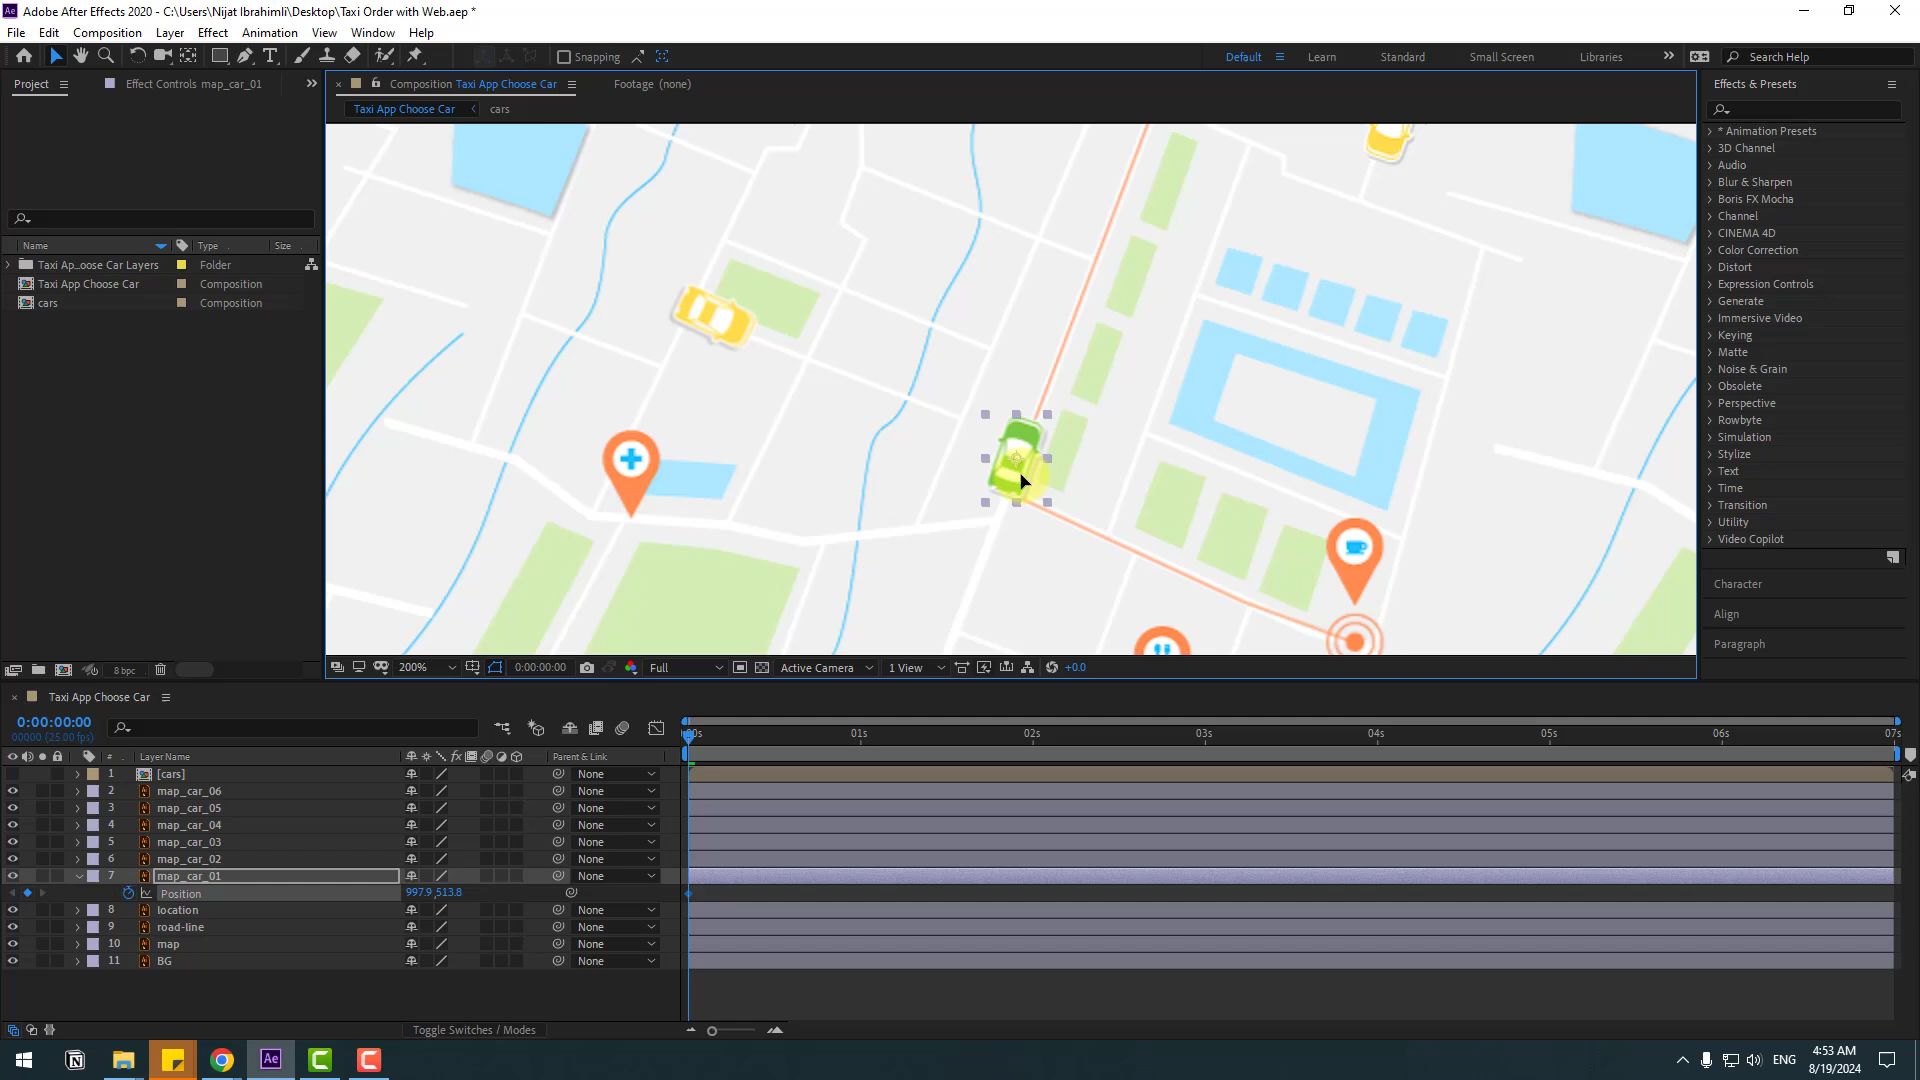 Adobe After Effects 2020 - C:\Users\Nijat Ibrahimli\Desktop\Taxi Order with Web.aep *
File Edit Composition Layer Effect Animation View Window Help
Snapping
Default Learn Standard Small Screen Libraries
Search Help
Project
Effect Controls map_car_01
Composition Taxi App Choose Car
Footage (none)
Taxi App Choose Car cars
Name Type Size
Taxi Ap...oose Car Layers Folder
Taxi App Choose Car Composition
cars Composition
8 bpc
200% 0:00:00:00 Full Active Camera 1 View +0.0
Effects & Presets
* Animation Presets
3D Channel
Audio
Blur & Sharpen
Boris FX Mocha
Channel
CINEMA 4D
Color Correction
Distort
Expression Controls
Generate
Immersive Video
Keying
Matte
Noise & Grain
Obsolete
Perspective
Rowbyte
Simulation
Stylize
Text
Time
Transition
Utility
Video Copilot
Character
Align
Paragraph
Taxi App Choose Car
0:00:00:00
00000 (25.00 fps)
01s 02s 03s 04s 05s 06s 07s
# Layer Name fx Parent & Link
1 [cars] None
2 map_car_06 None
3 map_car_05 None
4 map_car_04 None
5 map_car_03 None
6 map_car_02 None
7 map_car_01 None
Position 997.9,513.8
8 location None
9 road-line None
10 map None
11 BG None
Toggle Switches / Modes
ENG
4:53 AM
8/19/2024